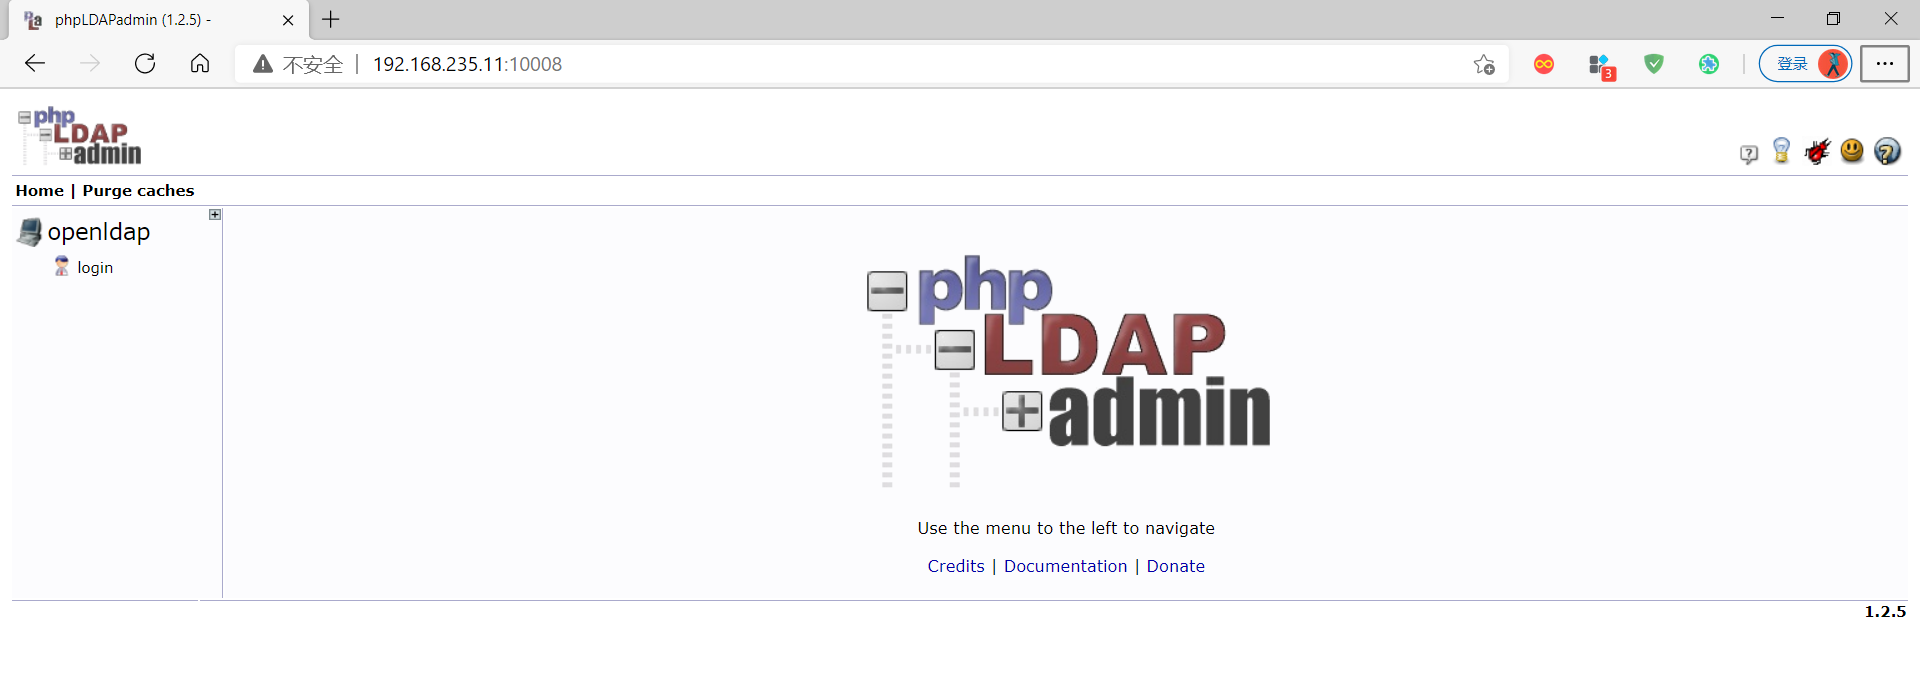 phpLDAPadmin (1.2.5) -
不安全 | 192.168.235.11:10008
3
登录
php
LDAP
admin
Home | Purge caches
openldap
login
php
LDAP
admin
Use the menu to the left to navigate
Credits | Documentation | Donate
1.2.5